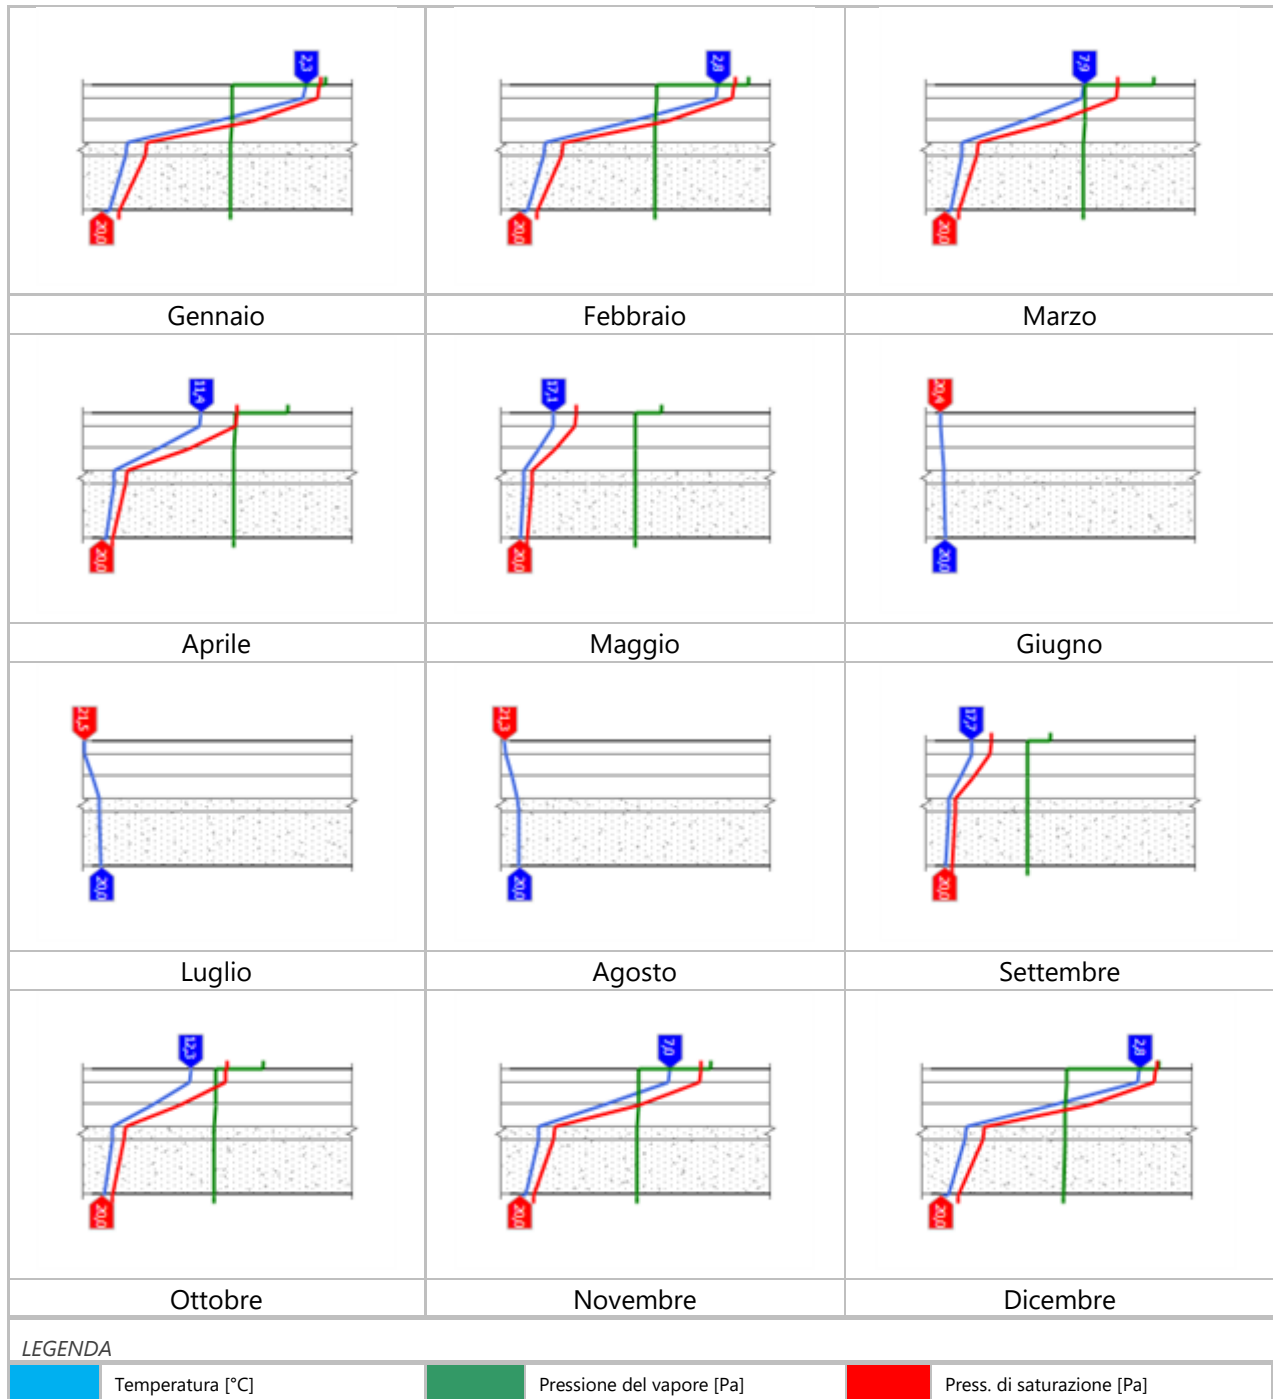 2,3 2,8 7,9
20,0 20,0 20,0
Gennaio Febbraio Marzo
11,4 17,1 20,4
20,0 20,0 20,0
Aprile Maggio Giugno
21,5 21,3 17,7
20,0 20,0 20,0
Luglio Agosto Settembre
12,3 7,0 2,8
20,0 20,0 20,0
Ottobre Novembre Dicembre
LEGENDA
Temperatura [°C] Pressione del vapore [Pa] Press. di saturazione [Pa]